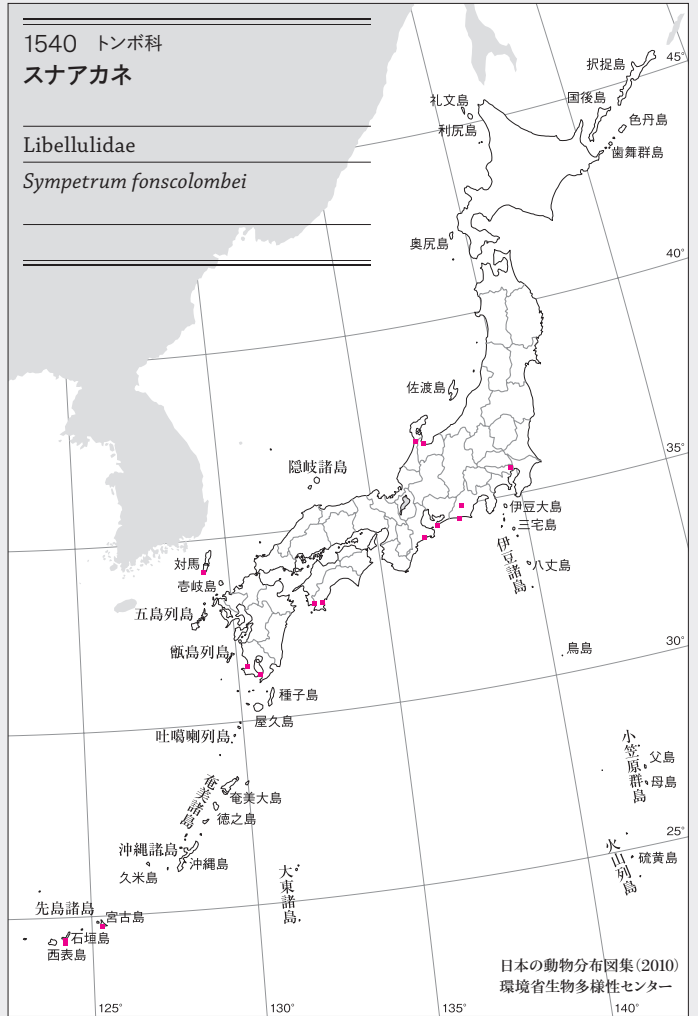 1540 トンボ科
スナアカネ
Libellulidae
Sympetrum fonscolombei
45°
択捉島
国後島
礼文島
色丹島
利尻島
歯舞群島
奥尻島
40°
佐渡島
35°
隠岐諸島
伊豆大島
三宅島
伊豆諸島
八丈島
対馬
壱岐島
五島列島
甑島列島
鳥島
30°
種子島
屋久島
吐噶喇列島
小笠原群島
父島
母島
奄美諸島
奄美大島
徳之島
25°
沖縄諸島
沖縄島
久米島
火山列島
硫黄島
大東諸島
先島諸島
宮古島
石垣島
西表島
日本の動物分布図集(2010)
環境省生物多様性センター
125°
130°
135°
140°